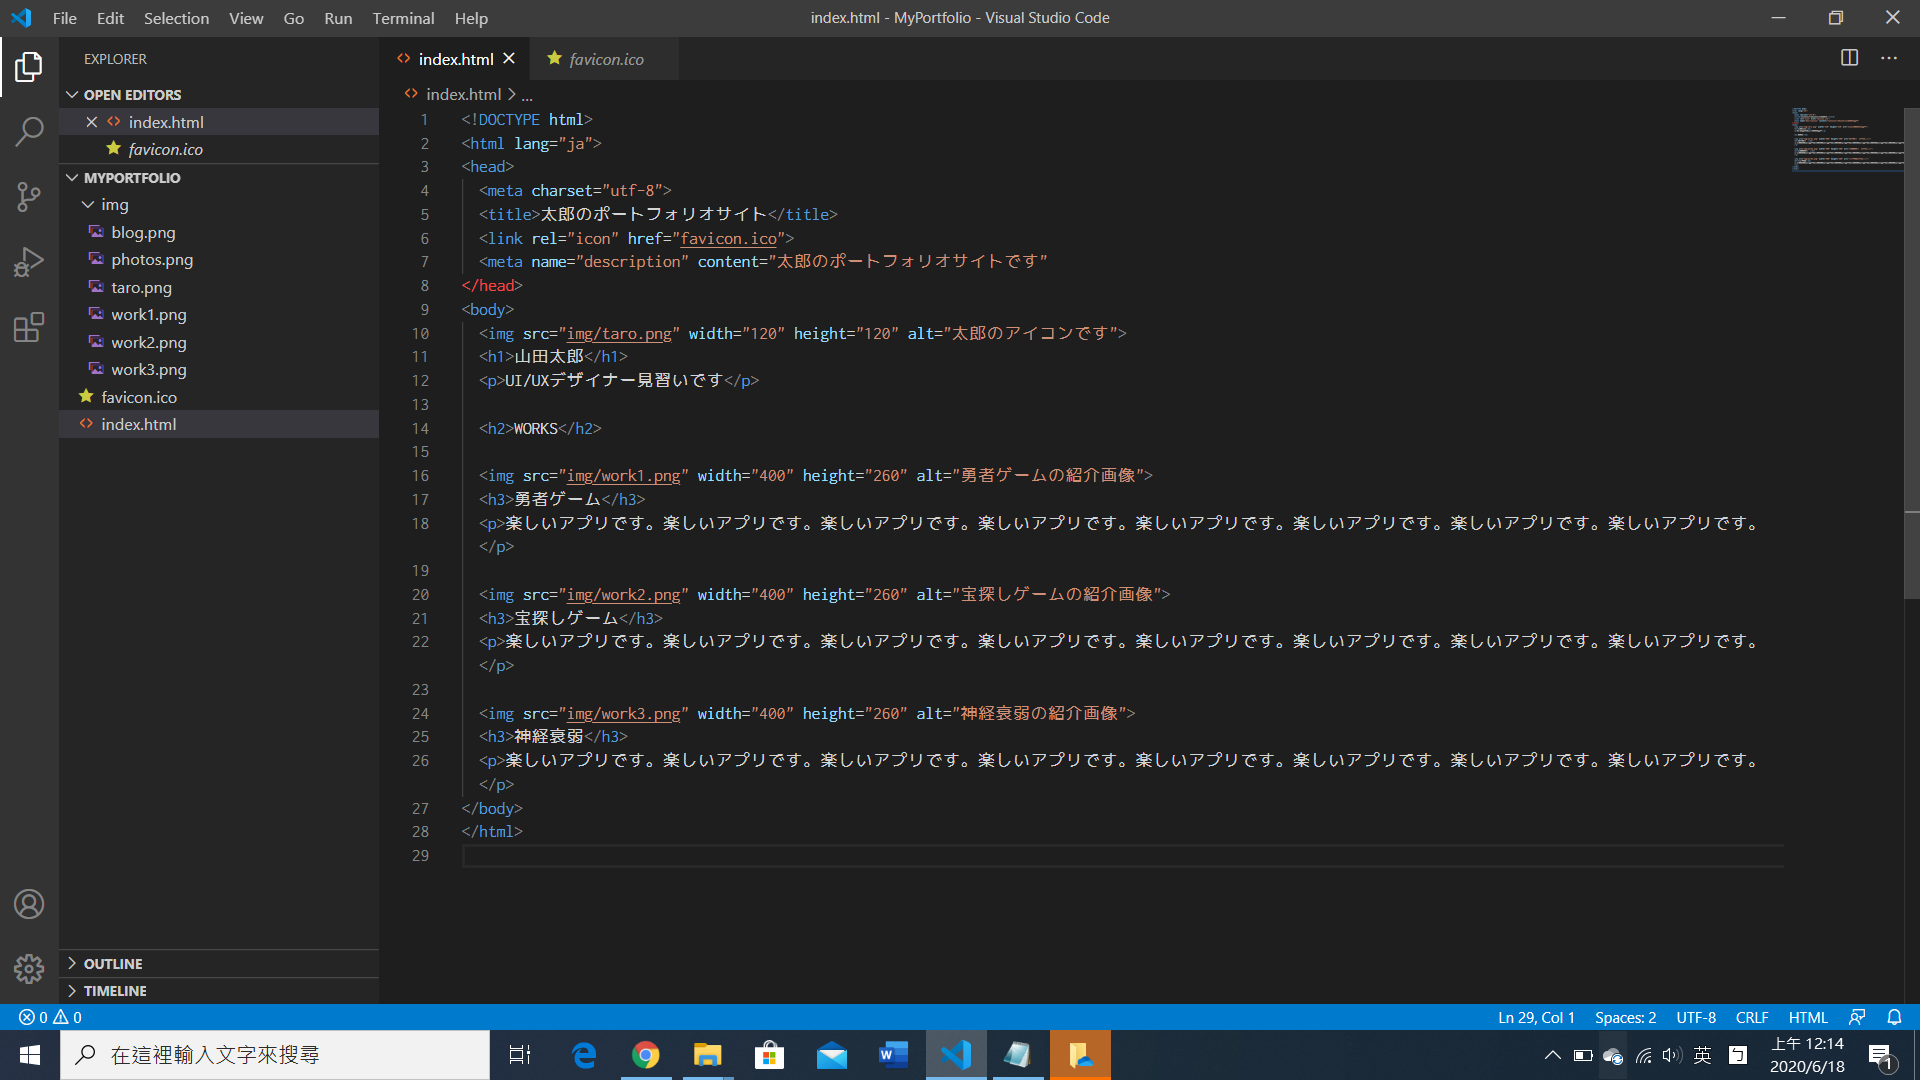 File Edit Selection View Go Run Terminal Help
index.html - MyPortfolio - Visual Studio Code
EXPLORER
OPEN EDITORS
index.html
favicon.ico
MYPORTFOLIO
img
blog.png
photos.png
taro.png
work1.png
work2.png
work3.png
favicon.ico
index.html
OUTLINE
TIMELINE
index.html favicon.ico
index.html > ...
1 <!DOCTYPE html>
2 <html lang="ja">
3 <head>
4 <meta charset="utf-8">
5 <title>太郎のポートフォリオサイト</title>
6 <link rel="icon" href="favicon.ico">
7 <meta name="description" content="太郎のポートフォリオサイトです"
8 </head>
9 <body>
10 <img src="img/taro.png" width="120" height="120" alt="太郎のアイコンです">
11 <h1>山田太郎</h1>
12 <p>UI/UXデザイナー見習いです</p>
13
14 <h2>WORKS</h2>
15
16 <img src="img/work1.png" width="400" height="260" alt="勇者ゲームの紹介画像">
17 <h3>勇者ゲーム</h3>
18 <p>楽しいアプリです。楽しいアプリです。楽しいアプリです。楽しいアプリです。楽しいアプリです。楽しいアプリです。楽しいアプリです。楽しいアプリです。
</p>
19
20 <img src="img/work2.png" width="400" height="260" alt="宝探しゲームの紹介画像">
21 <h3>宝探しゲーム</h3>
22 <p>楽しいアプリです。楽しいアプリです。楽しいアプリです。楽しいアプリです。楽しいアプリです。楽しいアプリです。楽しいアプリです。楽しいアプリです。
</p>
23
24 <img src="img/work3.png" width="400" height="260" alt="神経衰弱の紹介画像">
25 <h3>神経衰弱</h3>
26 <p>楽しいアプリです。楽しいアプリです。楽しいアプリです。楽しいアプリです。楽しいアプリです。楽しいアプリです。楽しいアプリです。楽しいアプリです。
</p>
27 </body>
28 </html>
29
0 0
Ln 29, Col 1 Spaces: 2 UTF-8 CRLF HTML
在這裡輸入文字來搜尋
英
上午 12:14
2020/6/18
1